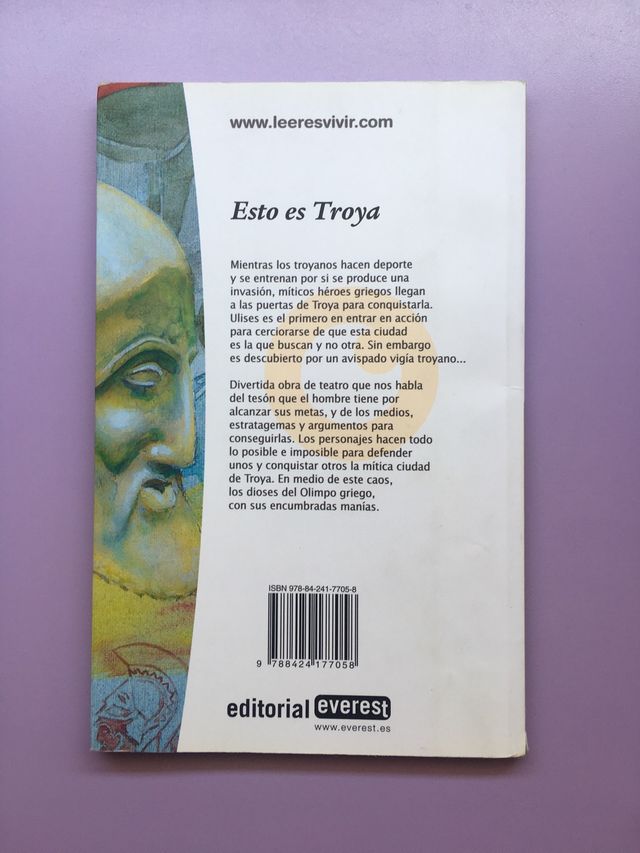 www.leeresvivir.com
Esto es Troya
Mientras los troyanos hacen deporte
y se entrenan por si se produce una
invasión, míticos héroes griegos llegan
a las puertas de Troya para conquistarla.
Ulises es el primero en entrar en acción
para cerciorarse de que esta ciudad
es la que buscan y no otra. Sin embargo
es descubierto por un avispado vigía troyano...
Divertida obra de teatro que nos habla
del tesón que el hombre tiene por
alcanzar sus metas, y de los medios,
estratagemas y argumentos para
conseguirlas. Los personajes hacen todo
lo posible e imposible para defender
unos y conquistar otros la mítica ciudad
de Troya. En medio de este caos,
los dioses del Olimpo griego,
con sus encumbradas manías.
ISBN 978-84-241-7705-8
9 788424 177058
editorial everest
www.everest.es